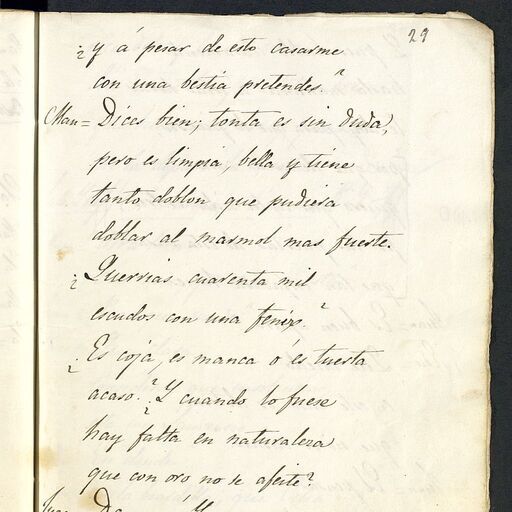 29
¿y á pesar de esto casarme
con una bestia pretendes.?
Man= Dices bien; tonta es sin duda,
pero es limpia, bella y tiene
tanto doblon que pudiera
doblar al marmol mas fuerte.
¿Querrias cuarenta mil
escudos con una fenix.?
¿Es coja, es manca ó es tuerta
acaso.? ¿Y cuando lo fuese
hay falta en naturaleza
que con oro no se afeite?